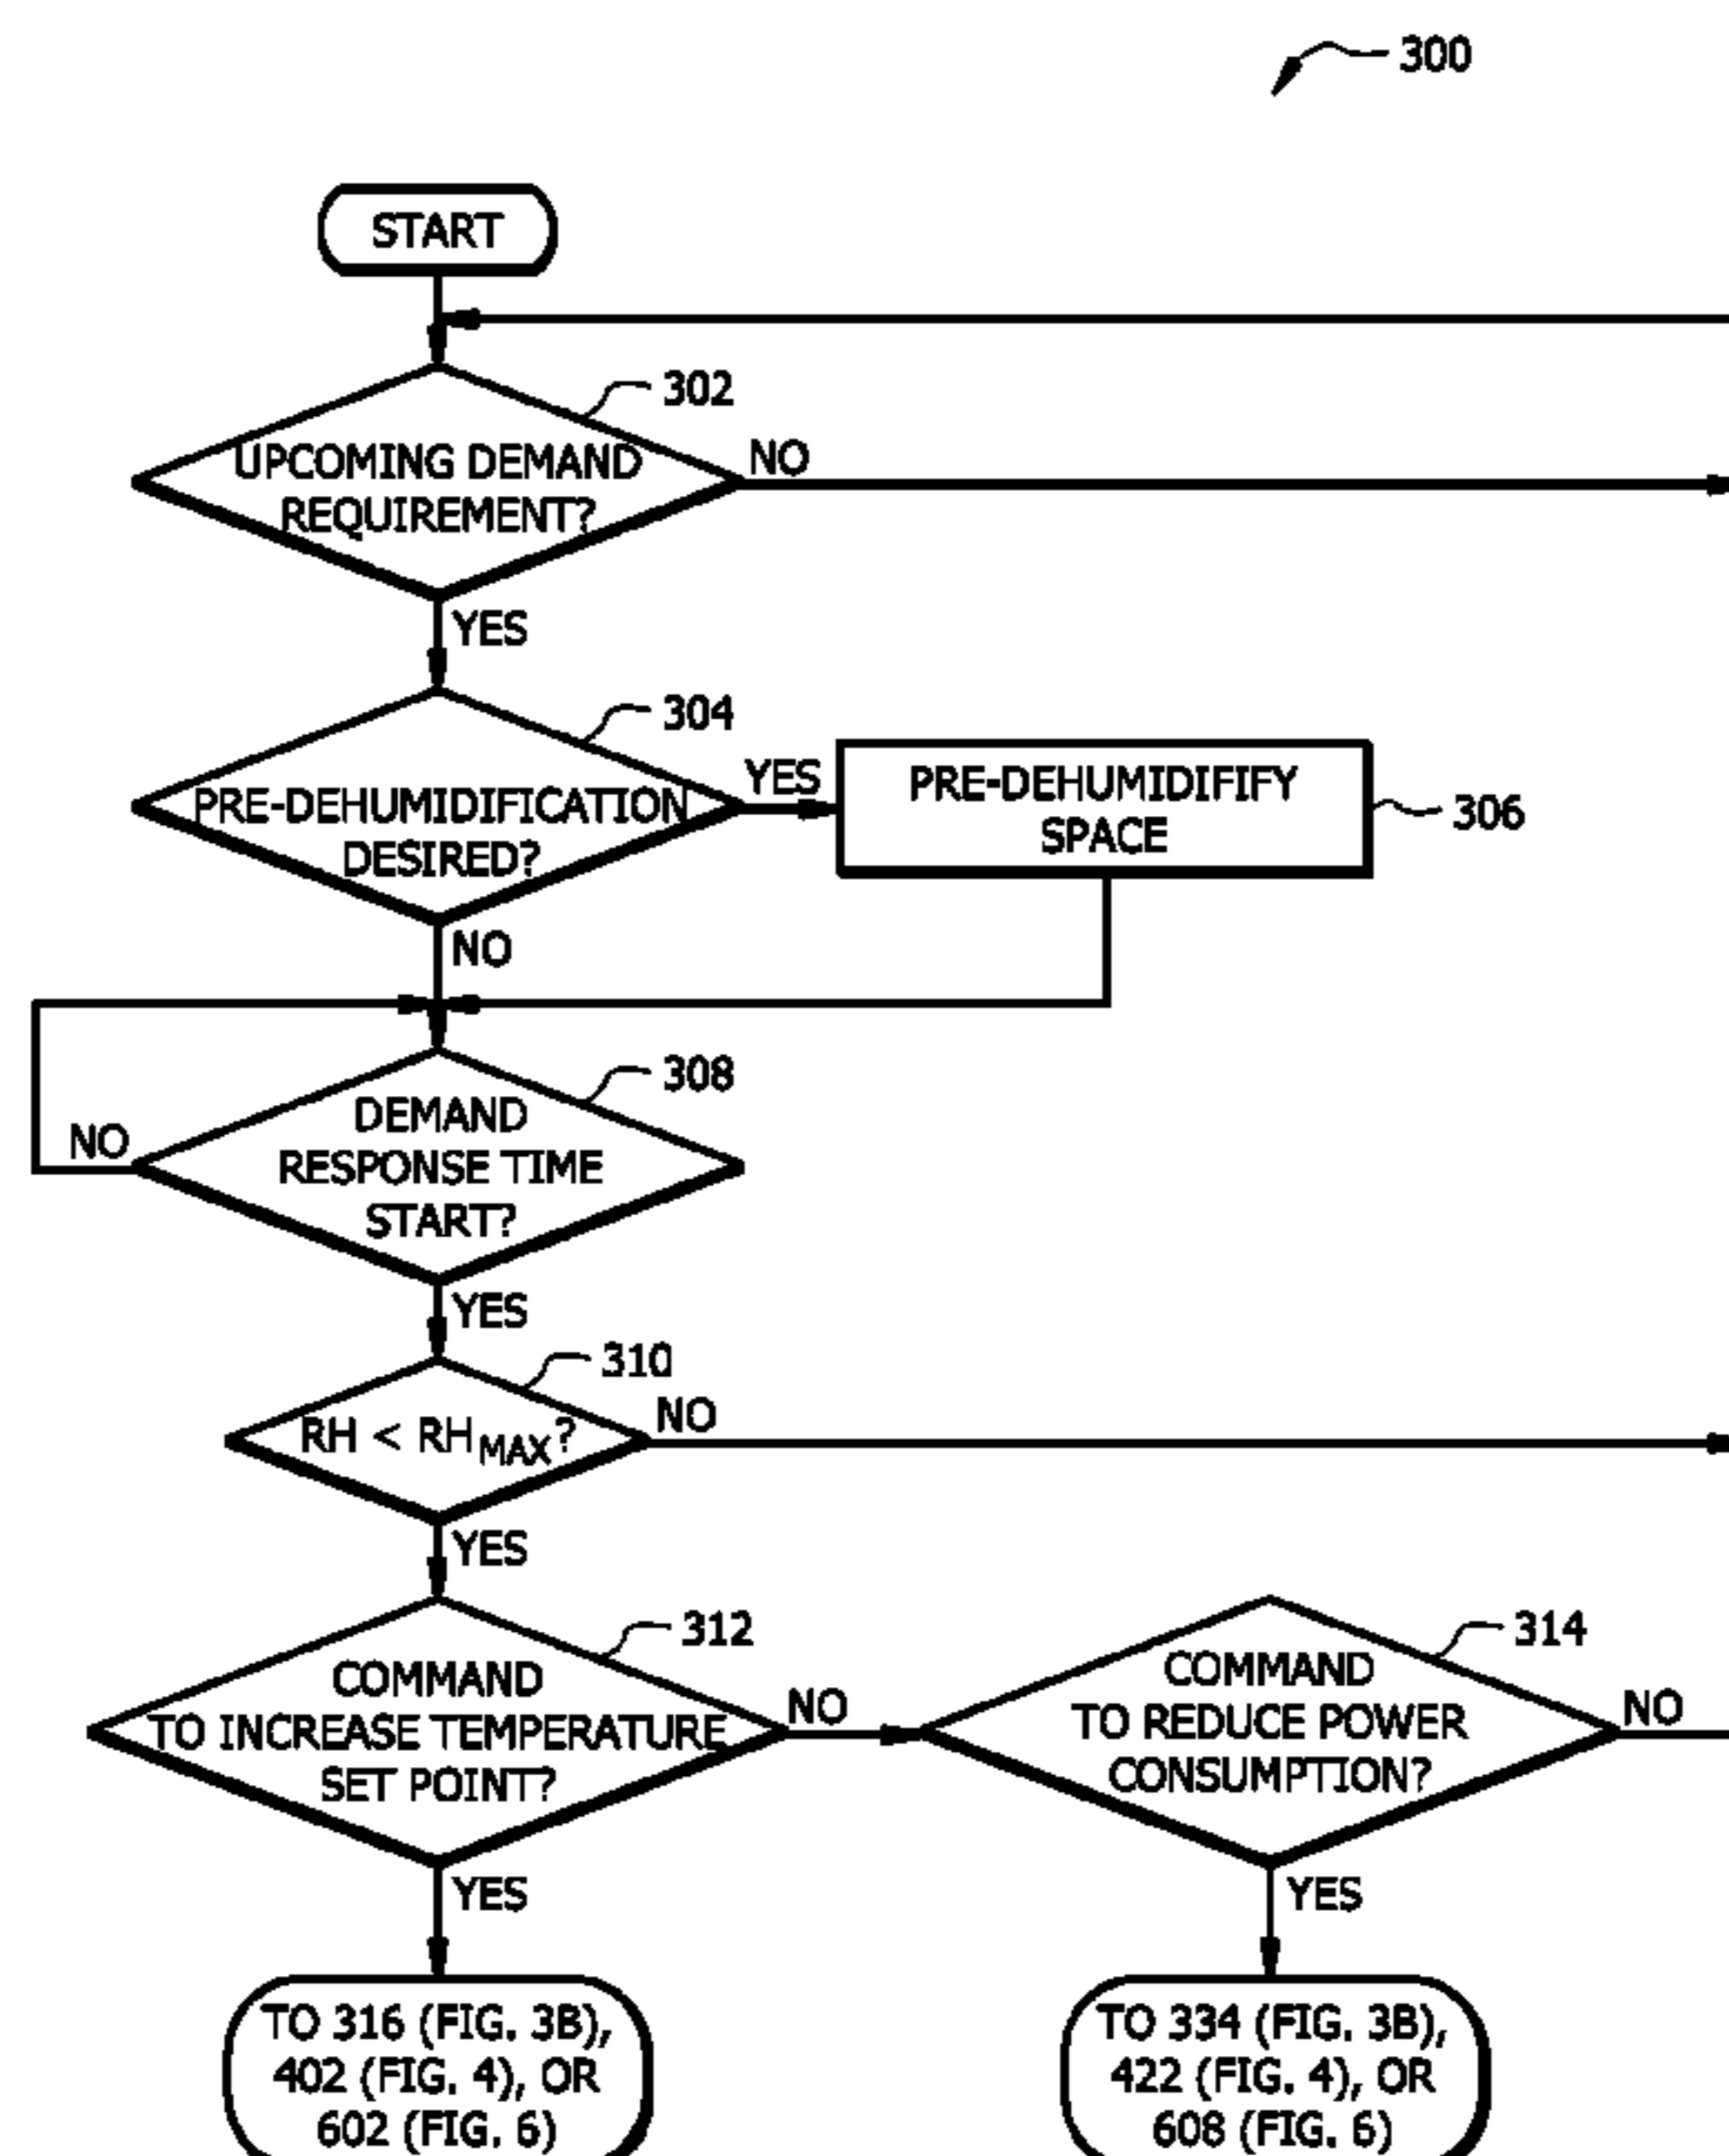 300
START
302
UPCOMING DEMAND
REQUIREMENT?
NO
YES
304
PRE-DEHUMIDIFICATION
DESIRED?
YES
PRE-DEHUMIDIFIFY
SPACE
306
NO
308
DEMAND
RESPONSE TIME
START?
NO
YES
310
RH < RHMAX?
NO
YES
312
COMMAND
TO INCREASE TEMPERATURE
SET POINT?
NO
314
COMMAND
TO REDUCE POWER
CONSUMPTION?
NO
YES
YES
TO 316 (FIG. 3B),
402 (FIG. 4), OR
602 (FIG. 6)
TO 334 (FIG. 3B),
422 (FIG. 4), OR
608 (FIG. 6)